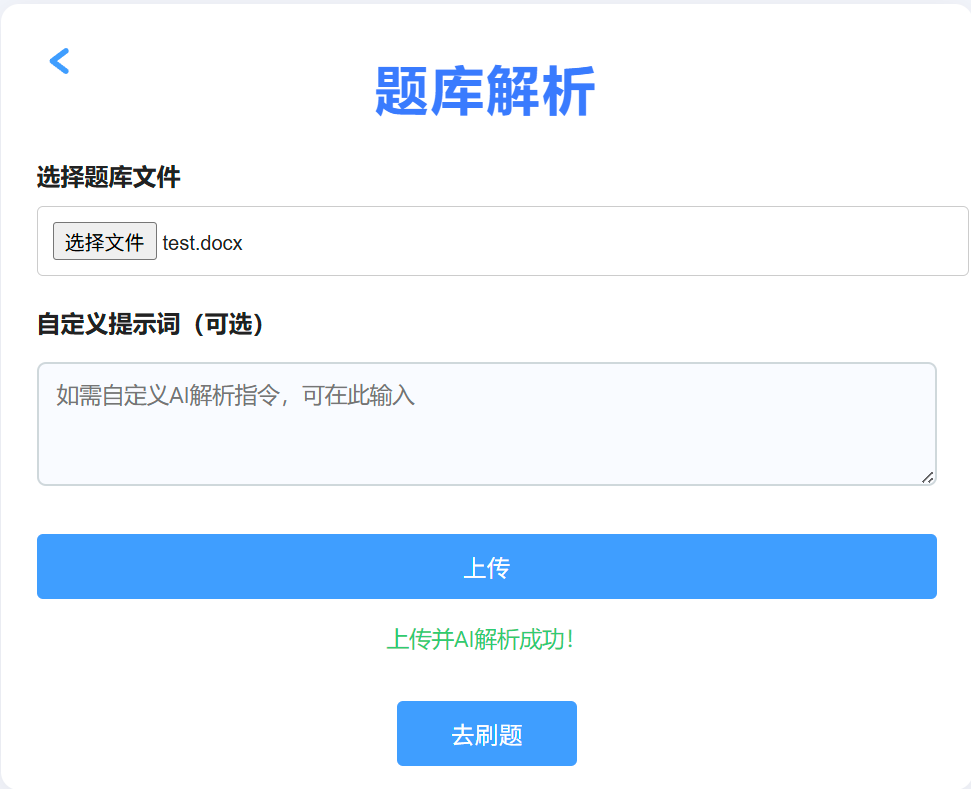 题库解析
选择题库文件
选择文件 test.docx
自定义提示词（可选）
如需自定义AI解析指令，可在此输入
上传
上传并AI解析成功！
去刷题